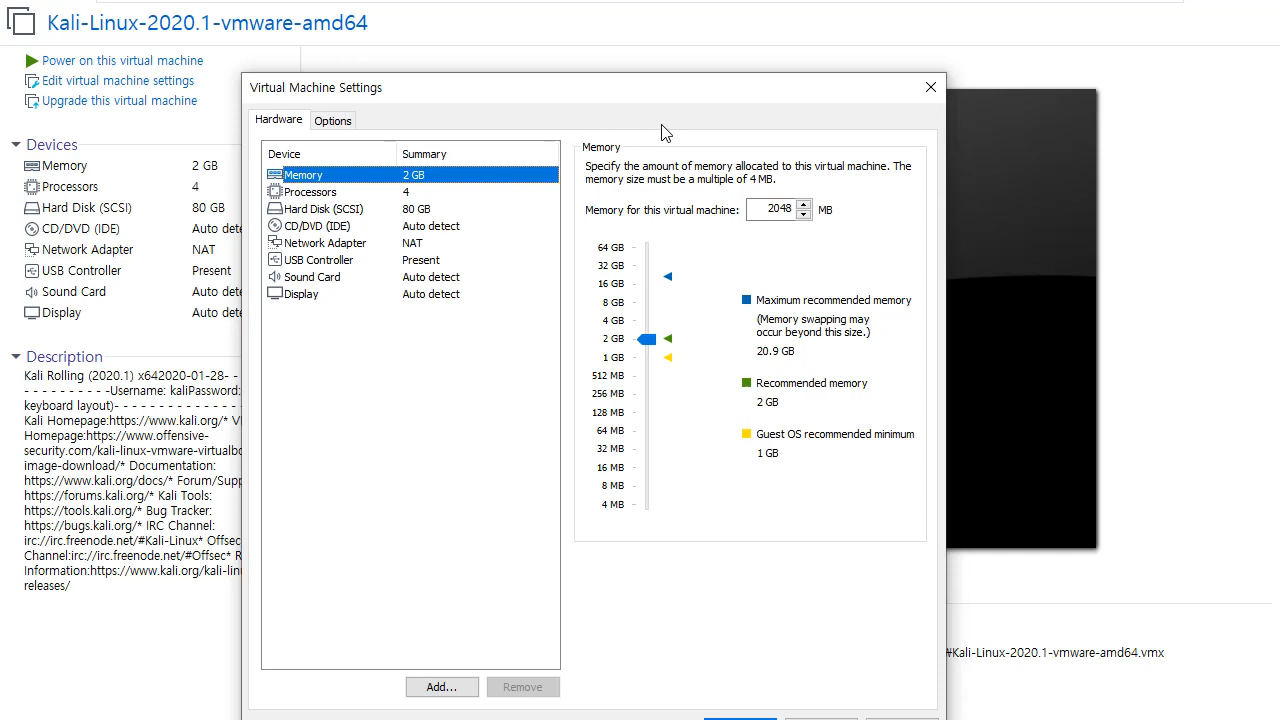 Kali-Linux-2020.1-vmware-amd64
Power on this virtual machine
Edit virtual machine settings
Upgrade this virtual machine
Devices
Memory 2 GB
Processors 4
Hard Disk (SCSI) 80 GB
CD/DVD (IDE) Auto dete
Network Adapter NAT
USB Controller Present
Sound Card Auto dete
Display Auto dete
Description
Kali Rolling (2020.1) x642020-01-28- -
- - - - - - - - - -Username: kaliPassword:
keyboard layout)- - - - - - - - - - - - - - -
Kali Homepage:https://www.kali.org/* V
Homepage:https://www.offensive-
security.com/kali-linux-vmware-virtualbo
image-download/* Documentation:
https://www.kali.org/docs/* Forum/Supp
https://forums.kali.org/* Kali Tools:
https://tools.kali.org/* Bug Tracker:
https://bugs.kali.org/* IRC Channel:
irc://irc.freenode.net/#Kali-Linux* Offsec
Channel:irc://irc.freenode.net/#Offsec* R
Information:https://www.kali.org/kali-lin
releases/
Virtual Machine Settings
Hardware Options
Device Summary
Memory 2 GB
Processors 4
Hard Disk (SCSI) 80 GB
CD/DVD (IDE) Auto detect
Network Adapter NAT
USB Controller Present
Sound Card Auto detect
Display Auto detect
Add... Remove
Memory
Specify the amount of memory allocated to this virtual machine. The
memory size must be a multiple of 4 MB.
Memory for this virtual machine: 2048 MB
64 GB
32 GB
16 GB
8 GB
4 GB
2 GB
1 GB
512 MB
256 MB
128 MB
64 MB
32 MB
16 MB
8 MB
4 MB
Maximum recommended memory
(Memory swapping may
occur beyond this size.)
20.9 GB
Recommended memory
2 GB
Guest OS recommended minimum
1 GB
₩Kali-Linux-2020.1-vmware-amd64.vmx